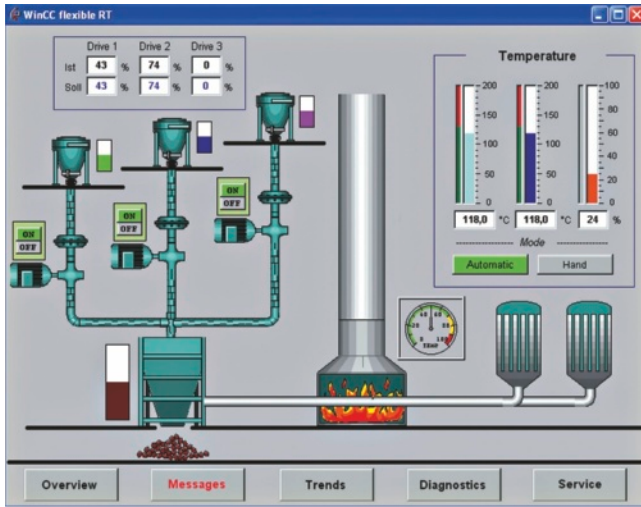 WinCC flexible RT
Drive 1 Drive 2 Drive 3
Ist 43 % 74 % 0 %
Soll 43 % 74 % 0 %
Temperature
200 200 100
150 150 80
60
100 100
40
50 50
20
0 0 0
118,0 °C 118,0 °C 24 %
Mode
Automatic Hand
ON
OFF
ON
OFF
ON
OFF
TEMP
Overview Messages Trends Diagnostics Service